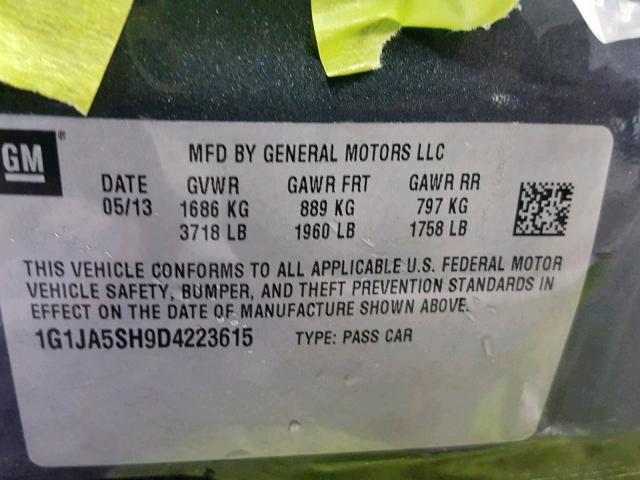 GM®
MFD BY GENERAL MOTORS LLC
DATE GVWR GAWR FRT GAWR RR
05/13 1686 KG 889 KG 797 KG
3718 LB 1960 LB 1758 LB
THIS VEHICLE CONFORMS TO ALL APPLICABLE U.S. FEDERAL MOTOR
VEHICLE SAFETY, BUMPER, AND THEFT PREVENTION STANDARDS IN
EFFECT ON THE DATE OF MANUFACTURE SHOWN ABOVE.
1G1JA5SH9D4223615 TYPE: PASS CAR